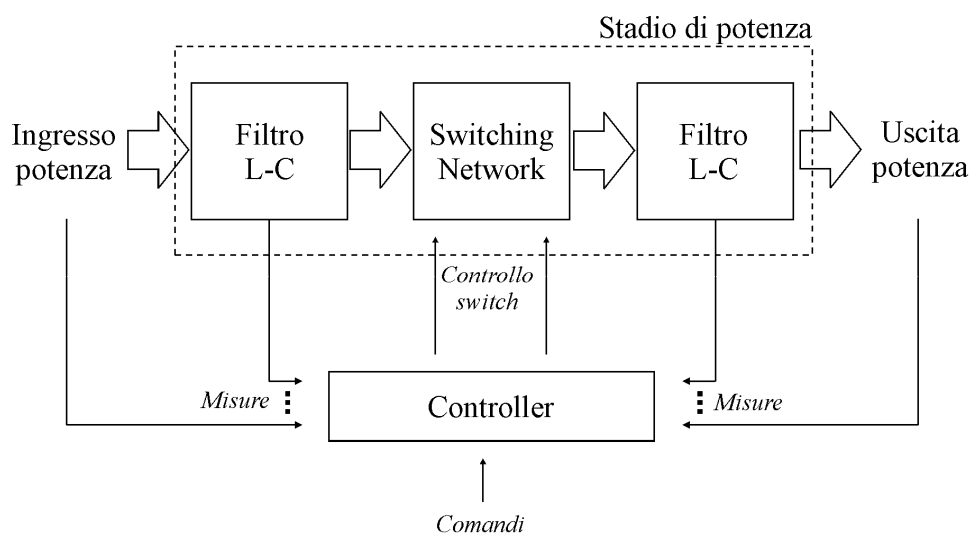 Stadio di potenza
Ingresso
potenza
Filtro
L-C
Switching
Network
Filtro
L-C
Uscita
potenza
Controllo
switch
Misure
Controller
Misure
Comandi